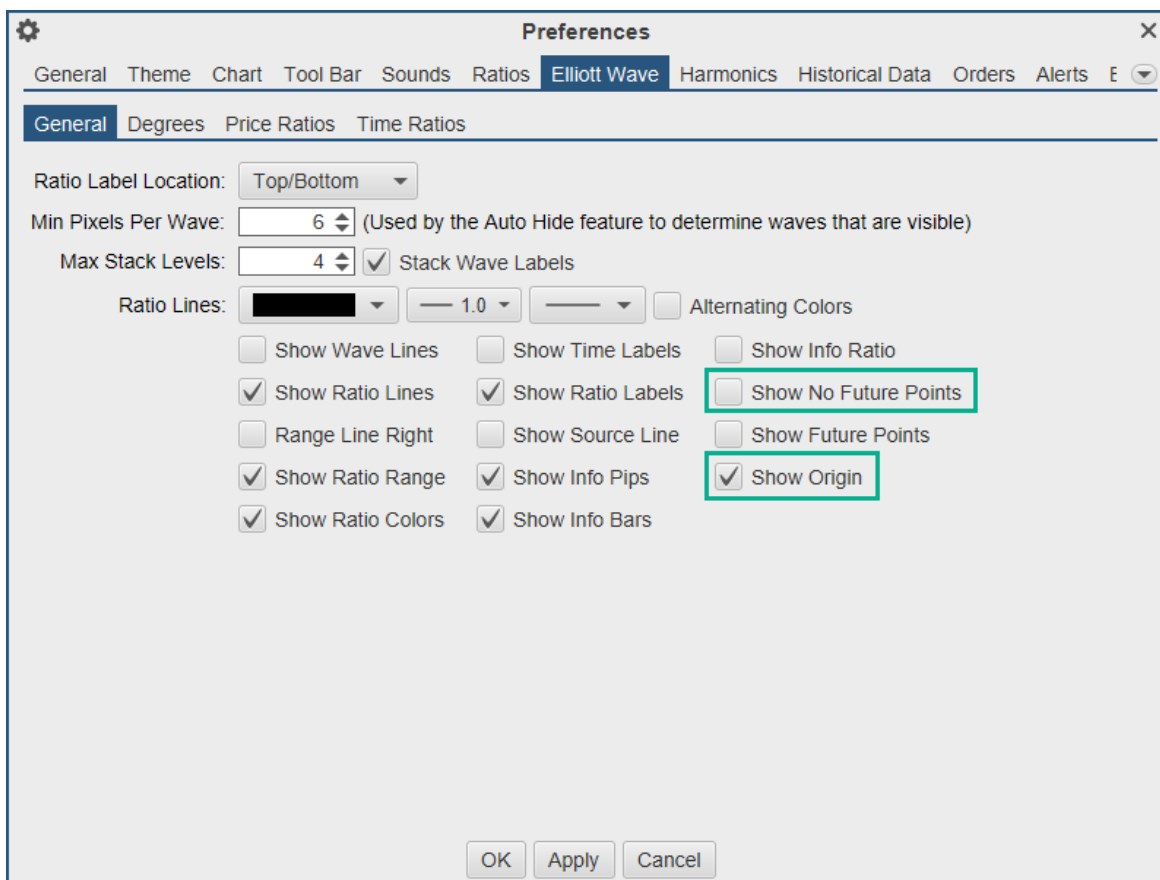 Preferences
General Theme Chart Tool Bar Sounds Ratios Elliott Wave Harmonics Historical Data Orders Alerts E
General Degrees Price Ratios Time Ratios
Ratio Label Location: Top/Bottom
Min Pixels Per Wave: 6 (Used by the Auto Hide feature to determine waves that are visible)
Max Stack Levels: 4 Stack Wave Labels
Ratio Lines: 1.0 Alternating Colors
Show Wave Lines Show Time Labels Show Info Ratio
Show Ratio Lines Show Ratio Labels Show No Future Points
Range Line Right Show Source Line Show Future Points
Show Ratio Range Show Info Pips Show Origin
Show Ratio Colors Show Info Bars
OK Apply Cancel